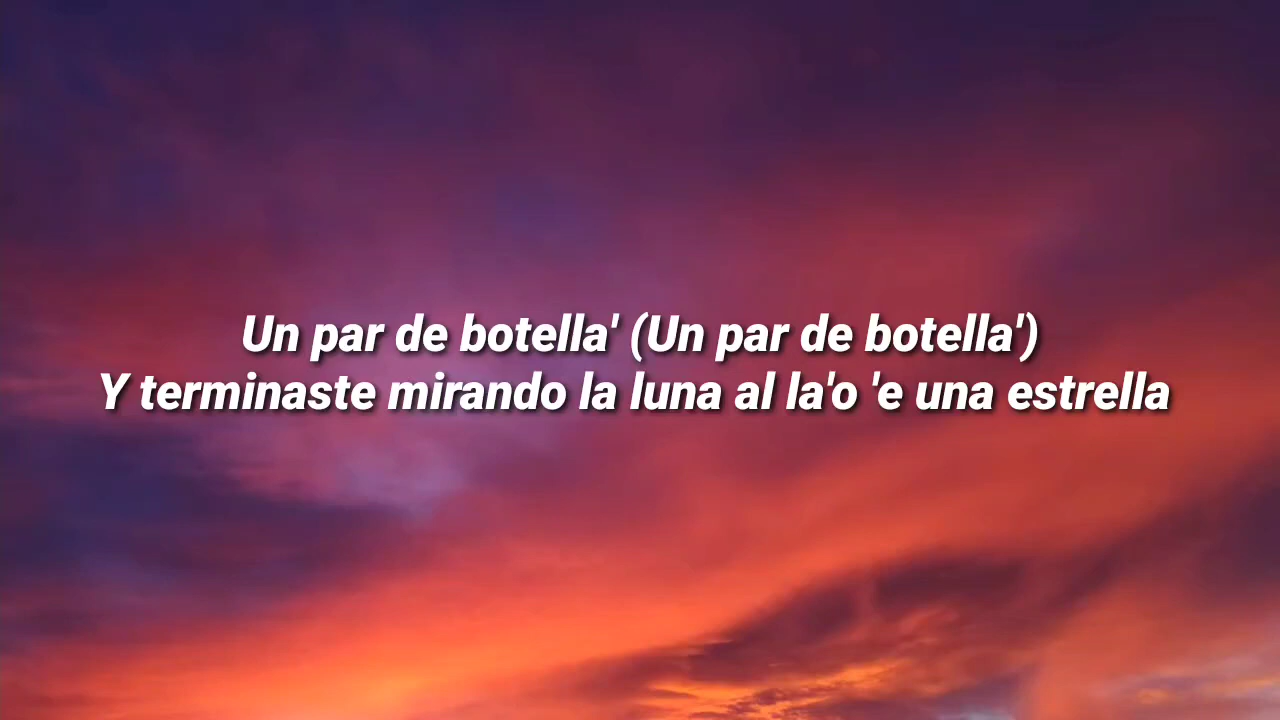 Un par de botella' (Un par de botella')
Y terminaste mirando la luna al la'o 'e una estrella